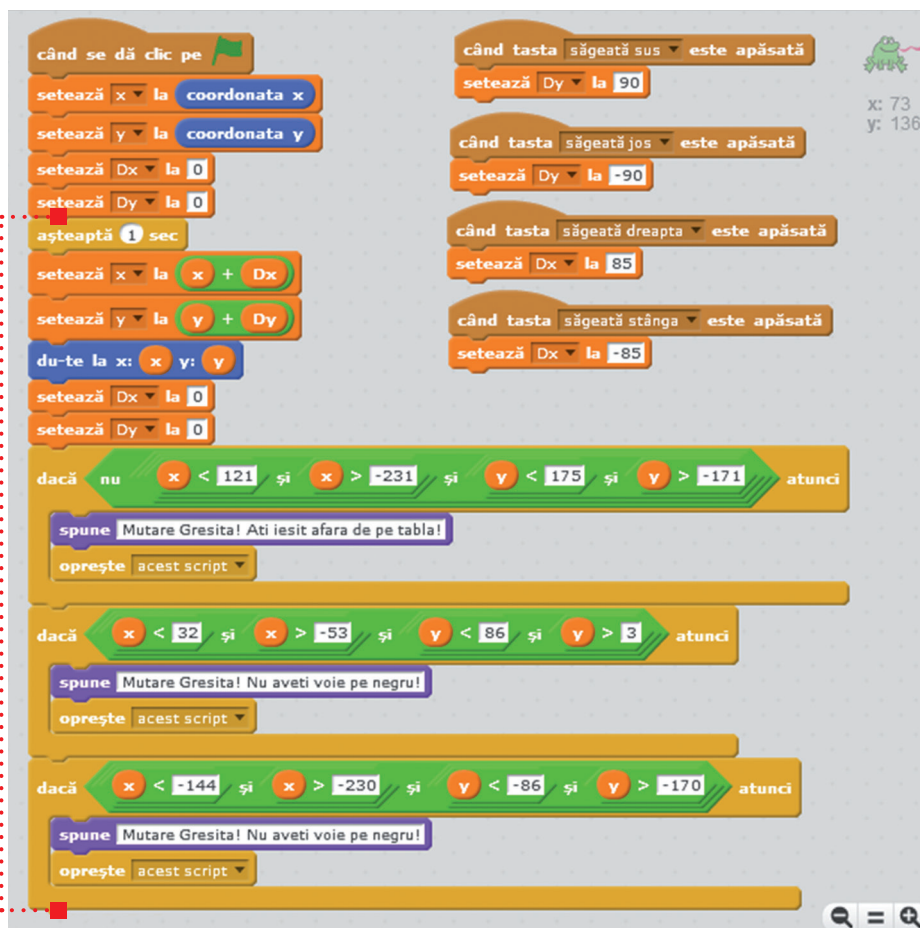 când se dă clic pe
setează x la coordonata x
setează y la coordonata y
setează Dx la 0
setează Dy la 0
așteaptă 1 sec
setează x la x + Dx
setează y la y + Dy
du-te la x: x y: y
setează Dx la 0
setează Dy la 0
dacă nu x < 121 și x > -231 și y < 175 și y > -171 atunci
spune Mutare Gresita! Ati iesit afara de pe tabla!
oprește acest script
dacă x < 32 și x > -53 și y < 86 și y > 3 atunci
spune Mutare Gresita! Nu aveti voie pe negru!
oprește acest script
dacă x < -144 și x > -230 și y < -86 și y > -170 atunci
spune Mutare Gresita! Nu aveti voie pe negru!
oprește acest script
când tasta săgeată sus este apăsată
setează Dy la 90
când tasta săgeată jos este apăsată
setează Dy la -90
când tasta săgeată dreapta este apăsată
setează Dx la 85
când tasta săgeată stânga este apăsată
setează Dx la -85
x: 73
y: 136